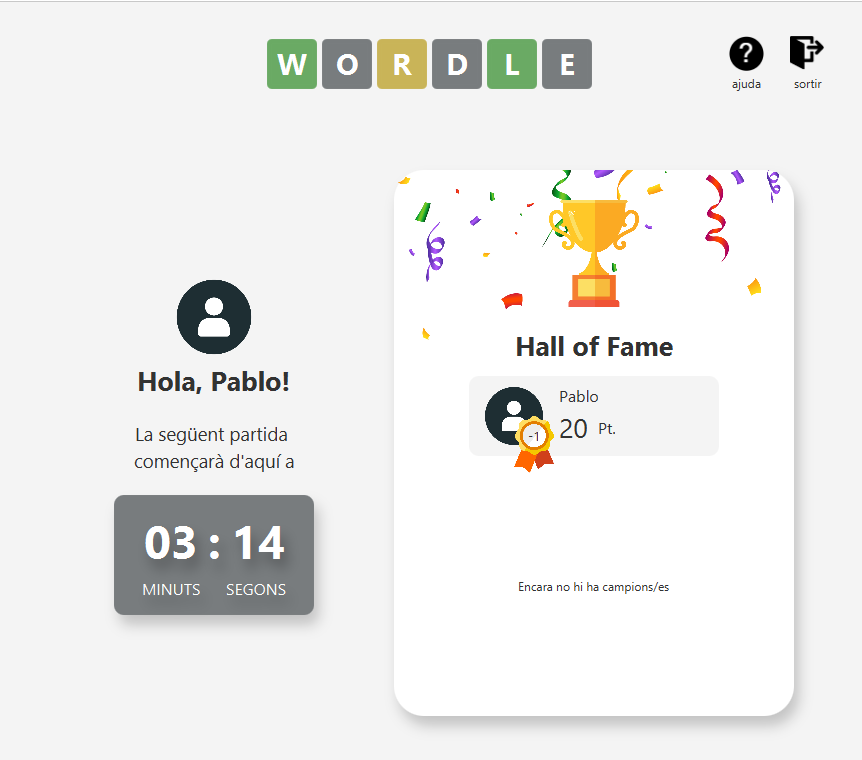 WORDLE
?
ajuda
sortir
Hola, Pablo!
La següent partida
començarà d'aquí a
03 : 14
MINUTS SEGONS
Hall of Fame
Pablo
-1
20 Pt.
Encara no hi ha campions/es